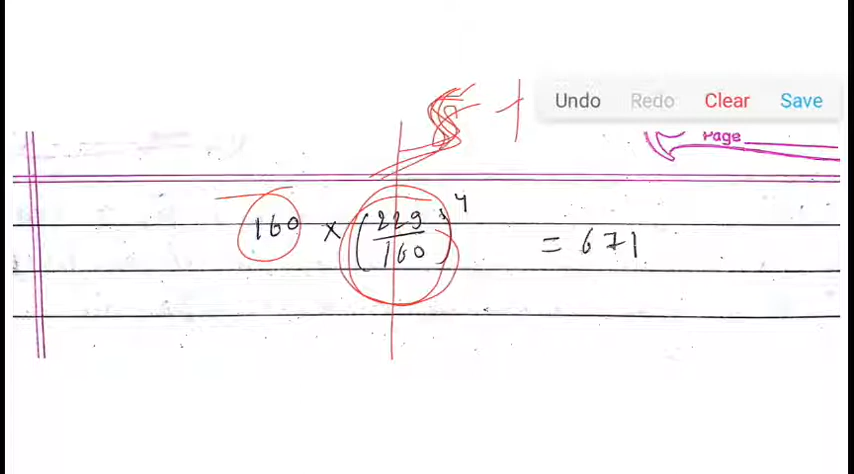 Undo Redo Clear Save
Page
160 × (229/160)^4 = 671